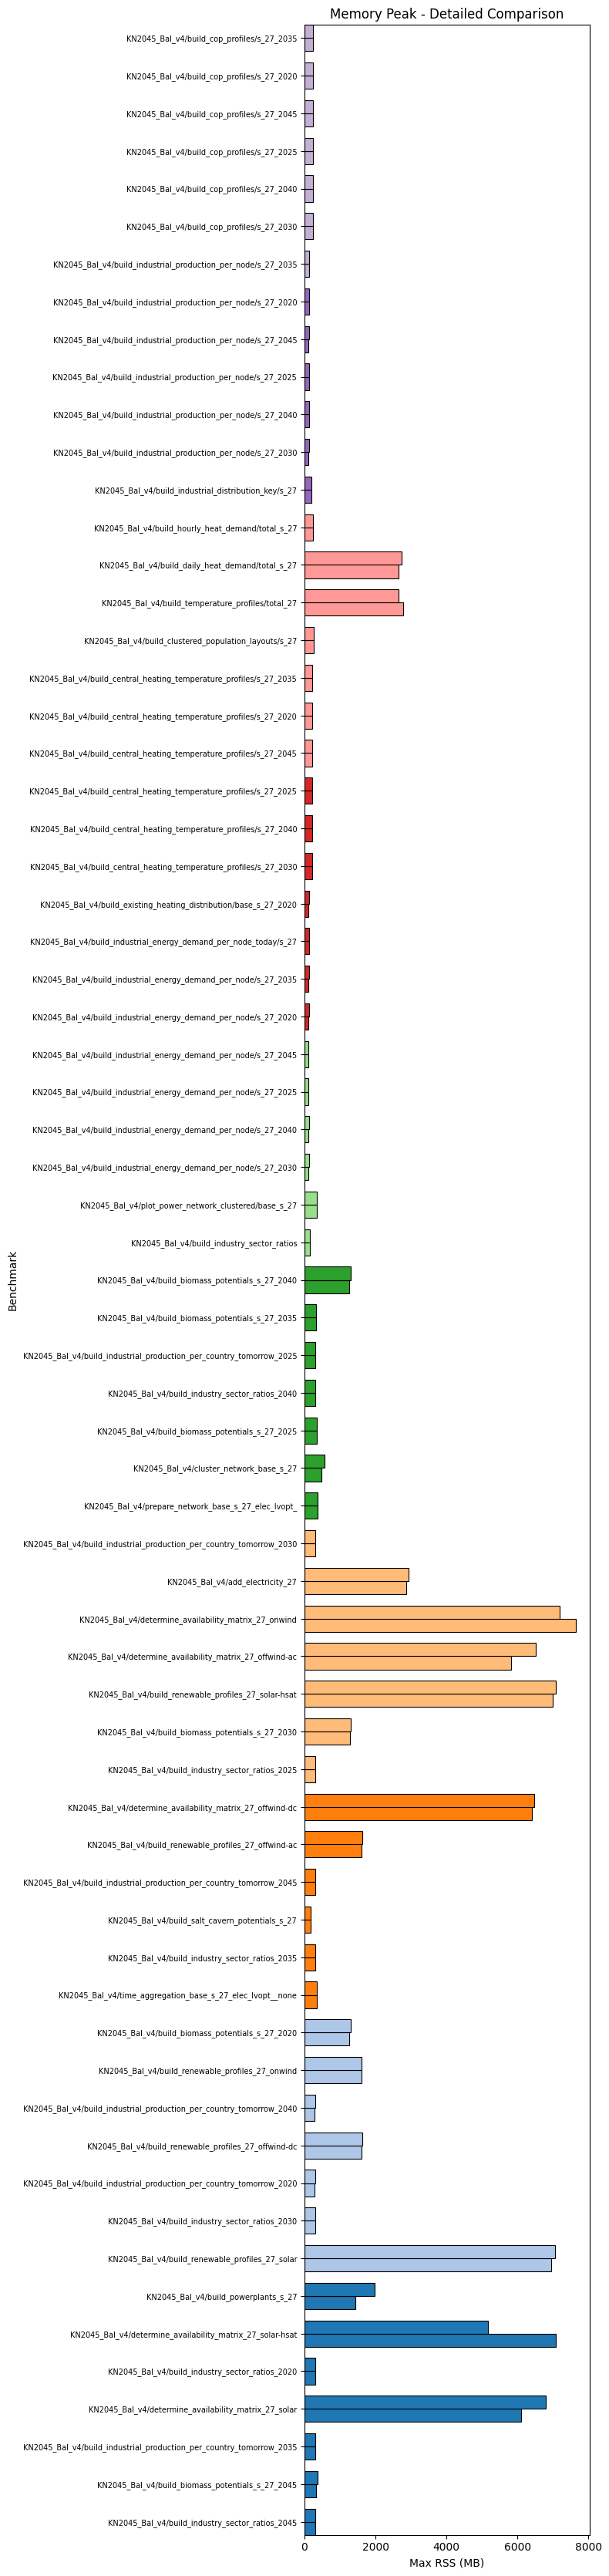 Memory Peak - Detailed Comparison
KN2045_Bal_v4/build_cop_profiles/s_27_2035
KN2045_Bal_v4/build_cop_profiles/s_27_2020
KN2045_Bal_v4/build_cop_profiles/s_27_2045
KN2045_Bal_v4/build_cop_profiles/s_27_2025
KN2045_Bal_v4/build_cop_profiles/s_27_2040
KN2045_Bal_v4/build_cop_profiles/s_27_2030
KN2045_Bal_v4/build_industrial_production_per_node/s_27_2035
KN2045_Bal_v4/build_industrial_production_per_node/s_27_2020
KN2045_Bal_v4/build_industrial_production_per_node/s_27_2045
KN2045_Bal_v4/build_industrial_production_per_node/s_27_2025
KN2045_Bal_v4/build_industrial_production_per_node/s_27_2040
KN2045_Bal_v4/build_industrial_production_per_node/s_27_2030
KN2045_Bal_v4/build_industrial_distribution_key/s_27
KN2045_Bal_v4/build_hourly_heat_demand/total_s_27
KN2045_Bal_v4/build_daily_heat_demand/total_s_27
KN2045_Bal_v4/build_temperature_profiles/total_27
KN2045_Bal_v4/build_clustered_population_layouts/s_27
KN2045_Bal_v4/build_central_heating_temperature_profiles/s_27_2035
KN2045_Bal_v4/build_central_heating_temperature_profiles/s_27_2020
KN2045_Bal_v4/build_central_heating_temperature_profiles/s_27_2045
KN2045_Bal_v4/build_central_heating_temperature_profiles/s_27_2025
KN2045_Bal_v4/build_central_heating_temperature_profiles/s_27_2040
KN2045_Bal_v4/build_central_heating_temperature_profiles/s_27_2030
KN2045_Bal_v4/build_existing_heating_distribution/base_s_27_2020
KN2045_Bal_v4/build_industrial_energy_demand_per_node_today/s_27
KN2045_Bal_v4/build_industrial_energy_demand_per_node/s_27_2035
KN2045_Bal_v4/build_industrial_energy_demand_per_node/s_27_2020
KN2045_Bal_v4/build_industrial_energy_demand_per_node/s_27_2045
KN2045_Bal_v4/build_industrial_energy_demand_per_node/s_27_2025
KN2045_Bal_v4/build_industrial_energy_demand_per_node/s_27_2040
KN2045_Bal_v4/build_industrial_energy_demand_per_node/s_27_2030
KN2045_Bal_v4/plot_power_network_clustered/base_s_27
KN2045_Bal_v4/build_industry_sector_ratios
KN2045_Bal_v4/build_biomass_potentials_s_27_2040
KN2045_Bal_v4/build_biomass_potentials_s_27_2035
KN2045_Bal_v4/build_industrial_production_per_country_tomorrow_2025
KN2045_Bal_v4/build_industry_sector_ratios_2040
KN2045_Bal_v4/build_biomass_potentials_s_27_2025
KN2045_Bal_v4/cluster_network_base_s_27
KN2045_Bal_v4/prepare_network_base_s_27_elec_lvopt_
KN2045_Bal_v4/build_industrial_production_per_country_tomorrow_2030
KN2045_Bal_v4/add_electricity_27
KN2045_Bal_v4/determine_availability_matrix_27_onwind
KN2045_Bal_v4/determine_availability_matrix_27_offwind-ac
KN2045_Bal_v4/build_renewable_profiles_27_solar-hsat
KN2045_Bal_v4/build_biomass_potentials_s_27_2030
KN2045_Bal_v4/build_industry_sector_ratios_2025
KN2045_Bal_v4/determine_availability_matrix_27_offwind-dc
KN2045_Bal_v4/build_renewable_profiles_27_offwind-ac
KN2045_Bal_v4/build_industrial_production_per_country_tomorrow_2045
KN2045_Bal_v4/build_salt_cavern_potentials_s_27
KN2045_Bal_v4/build_industry_sector_ratios_2035
KN2045_Bal_v4/time_aggregation_base_s_27_elec_lvopt__none
KN2045_Bal_v4/build_biomass_potentials_s_27_2020
KN2045_Bal_v4/build_renewable_profiles_27_onwind
KN2045_Bal_v4/build_industrial_production_per_country_tomorrow_2040
KN2045_Bal_v4/build_renewable_profiles_27_offwind-dc
KN2045_Bal_v4/build_industrial_production_per_country_tomorrow_2020
KN2045_Bal_v4/build_industry_sector_ratios_2030
KN2045_Bal_v4/build_renewable_profiles_27_solar
KN2045_Bal_v4/build_powerplants_s_27
KN2045_Bal_v4/determine_availability_matrix_27_solar-hsat
KN2045_Bal_v4/build_industry_sector_ratios_2020
KN2045_Bal_v4/determine_availability_matrix_27_solar
KN2045_Bal_v4/build_industrial_production_per_country_tomorrow_2035
KN2045_Bal_v4/build_biomass_potentials_s_27_2045
KN2045_Bal_v4/build_industry_sector_ratios_2045
Benchmark
0 2000 4000 6000 8000
Max RSS (MB)